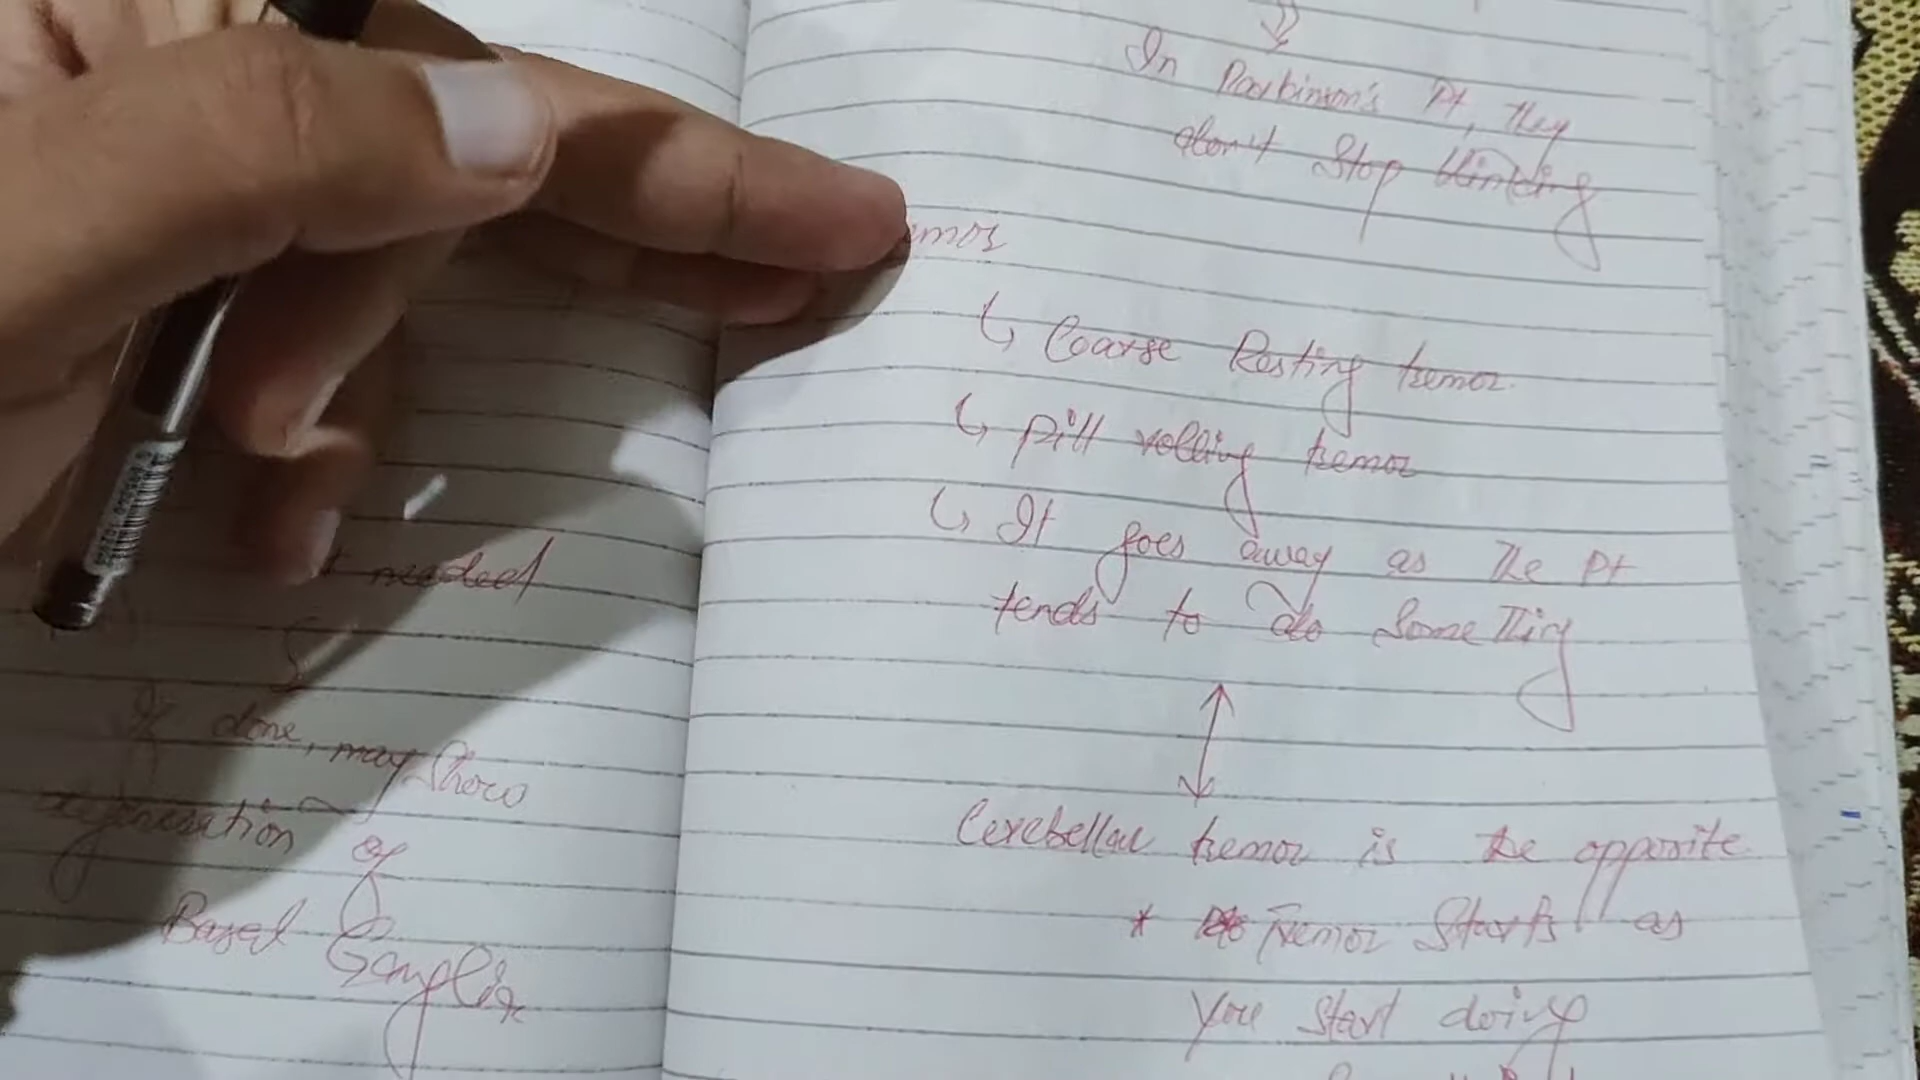 needed
If done, may show
degeneration of
Basal Ganglia
In Parkinson's Pt, they
don't stop blinking
emor
Coarse Resting tremor.
pill rolling tremor
It goes away as the Pt
tends to do something
Cerebellar tremor is the opposite
* Tremor starts as
you start doing